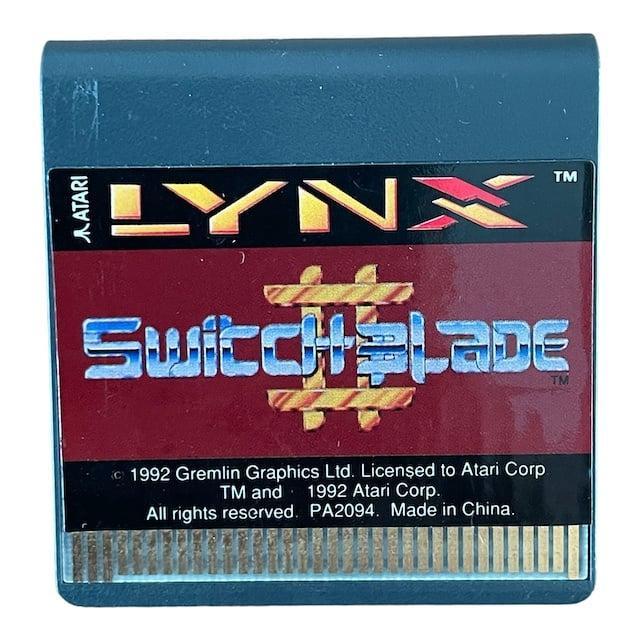 ATARI LYNX TM
II
SWITCHBLADE TM
© 1992 Gremlin Graphics Ltd. Licensed to Atari Corp
TM and 1992 Atari Corp.
All rights reserved. PA2094. Made in China.